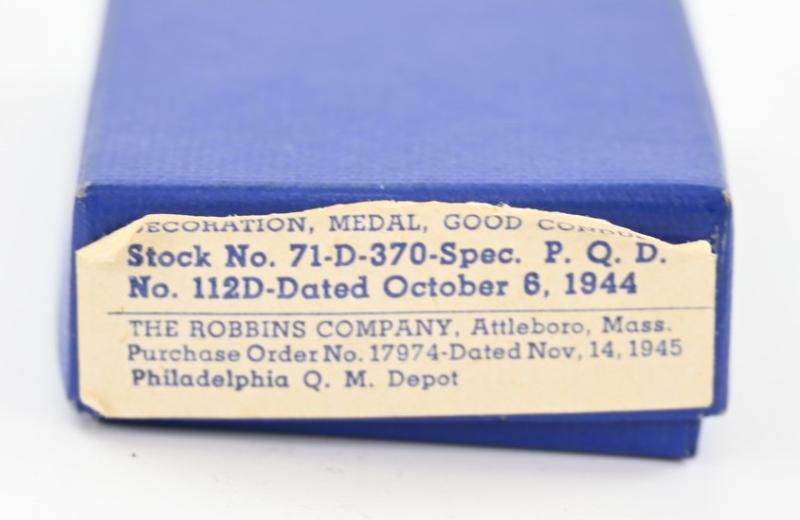 DECORATION, MEDAL, GOOD CONDUCT
Stock No. 71-D-370-Spec. P. Q. D.
No. 112D-Dated October 6, 1944
THE ROBBINS COMPANY, Attleboro, Mass.
Purchase Order No. 17974-Dated Nov, 14, 1945
Philadelphia Q. M. Depot